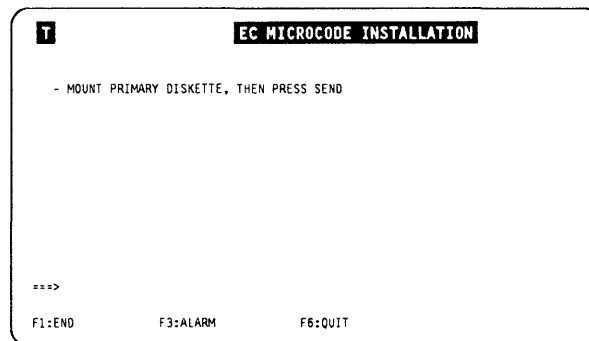 T EC MICROCODE INSTALLATION
- MOUNT PRIMARY DISKETTE, THEN PRESS SEND
===>
F1:END F3:ALARM F6:QUIT